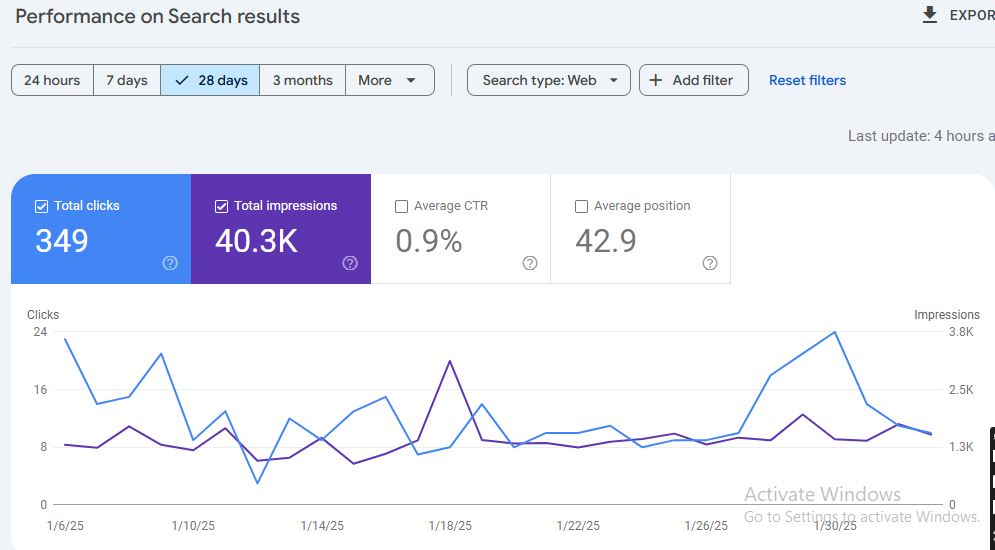 Performance on Search results
EXPOR
24 hours
7 days
28 days
3 months
More
Search type: Web
Add filter
Reset filters
Last update: 4 hours a
Total clicks
349
Total impressions
40.3K
Average CTR
0.9%
Average position
42.9
Clicks
Impressions
24
3.8K
16
2.5K
8
1.3K
0
0
Activate Windows
Go to Settings to activate Windows.
1/6/25
1/10/25
1/14/25
1/18/25
1/22/25
1/26/25
1/30/25